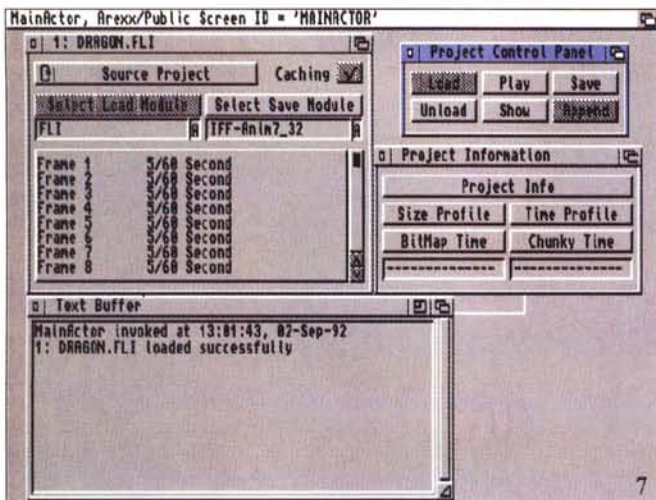 MainActor, Arexx/Public Screen ID = 'MAINACTOR'
1: DRAGON.FLI
Source Project
Caching
Select Load Module
Select Save Module
FLI
IFF-Anim7_32
Frame 1 5/60 Second
Frame 2 5/60 Second
Frame 3 5/60 Second
Frame 4 5/60 Second
Frame 5 5/60 Second
Frame 6 5/60 Second
Frame 7 5/60 Second
Frame 8 5/60 Second
Project Control Panel
Load Play Save
Unload Show Append
Project Information
Project Info
Size Profile Time Profile
BitMap Time Chunky Time
-------------- --------------
Text Buffer
MainActor invoked at 13:01:43, 02-Sep-92
1: DRAGON.FLI loaded successfully
7